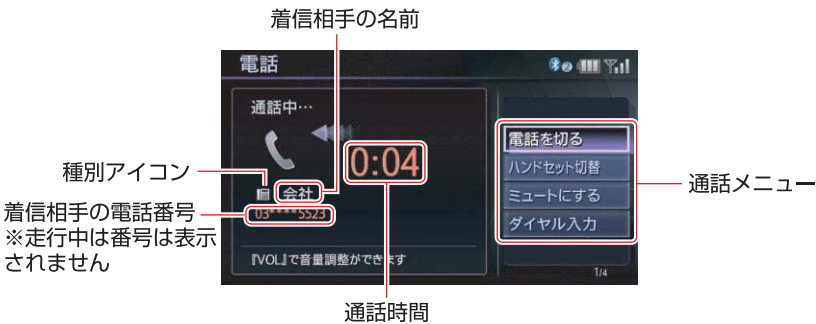 着信相手の名前
電話
通話中…
0:04
種別アイコン
会社
着信相手の電話番号
※走行中は番号は表示
されません
03****5523
『VOL』で音量調整ができます
電話を切る
ハンドセット切替
ミュートにする
ダイヤル入力
1/4
通話メニュー
通話時間